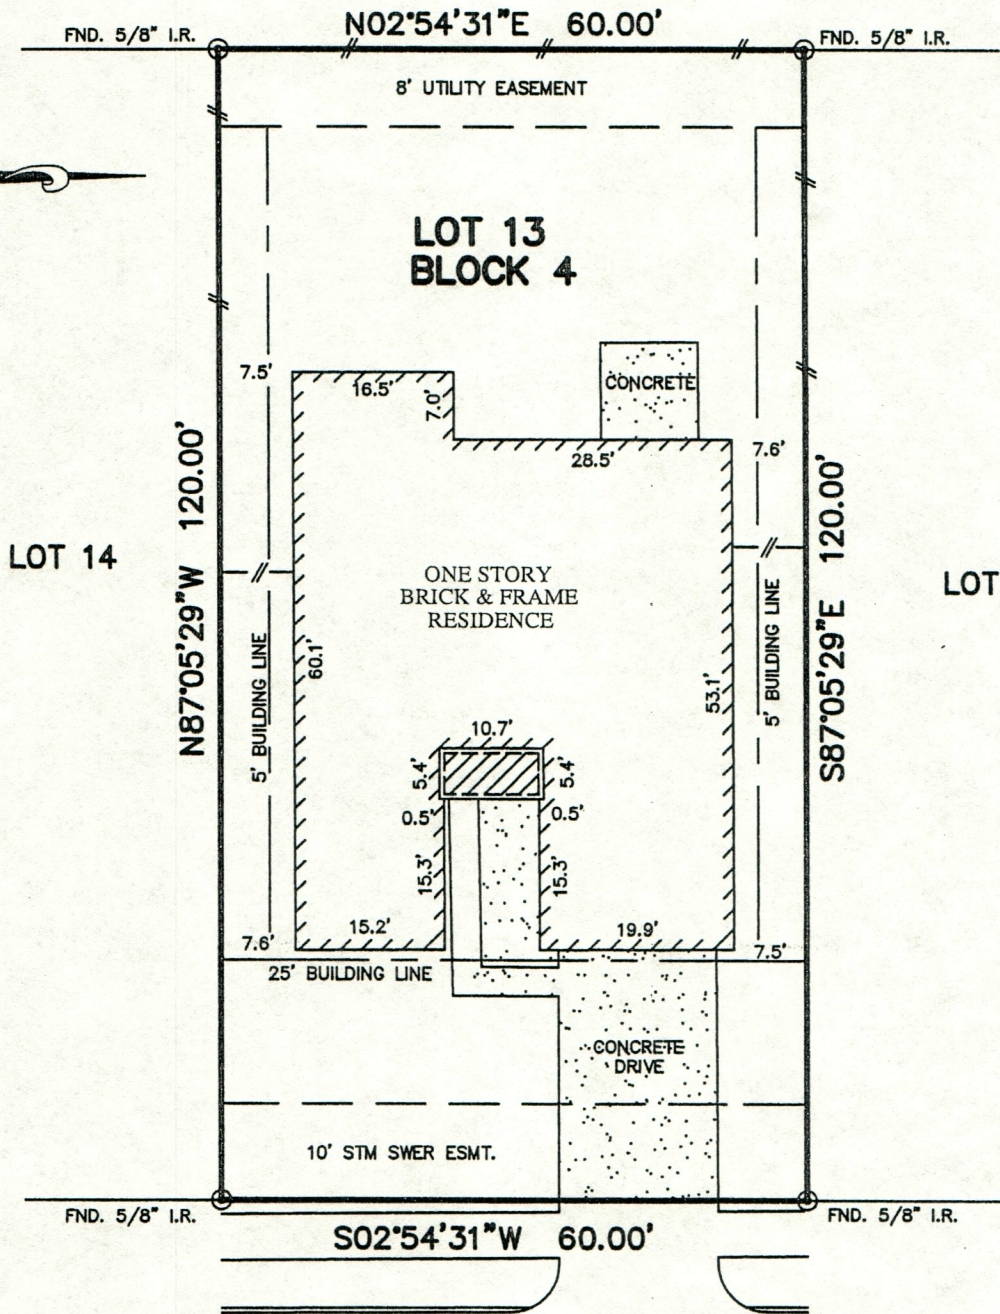 N02°54'31"E 60.00'
FND. 5/8" I.R.
FND. 5/8" I.R.
8' UTILITY EASEMENT
LOT 13
BLOCK 4
7.5'
16.5'
7.0'
CONCRETE
28.5'
7.6'
N87°05'29"W 120.00'
S87°05'29"E 120.00'
LOT 14
LOT
ONE STORY
BRICK & FRAME
RESIDENCE
5' BUILDING LINE
60.1'
53.1'
5' BUILDING LINE
10.7'
5.4'
5.4'
0.5'
0.5'
15.3'
15.3'
15.2'
19.9'
7.6'
7.5'
25' BUILDING LINE
CONCRETE
DRIVE
10' STM SWER ESMT.
FND. 5/8" I.R.
FND. 5/8" I.R.
S02°54'31"W 60.00'